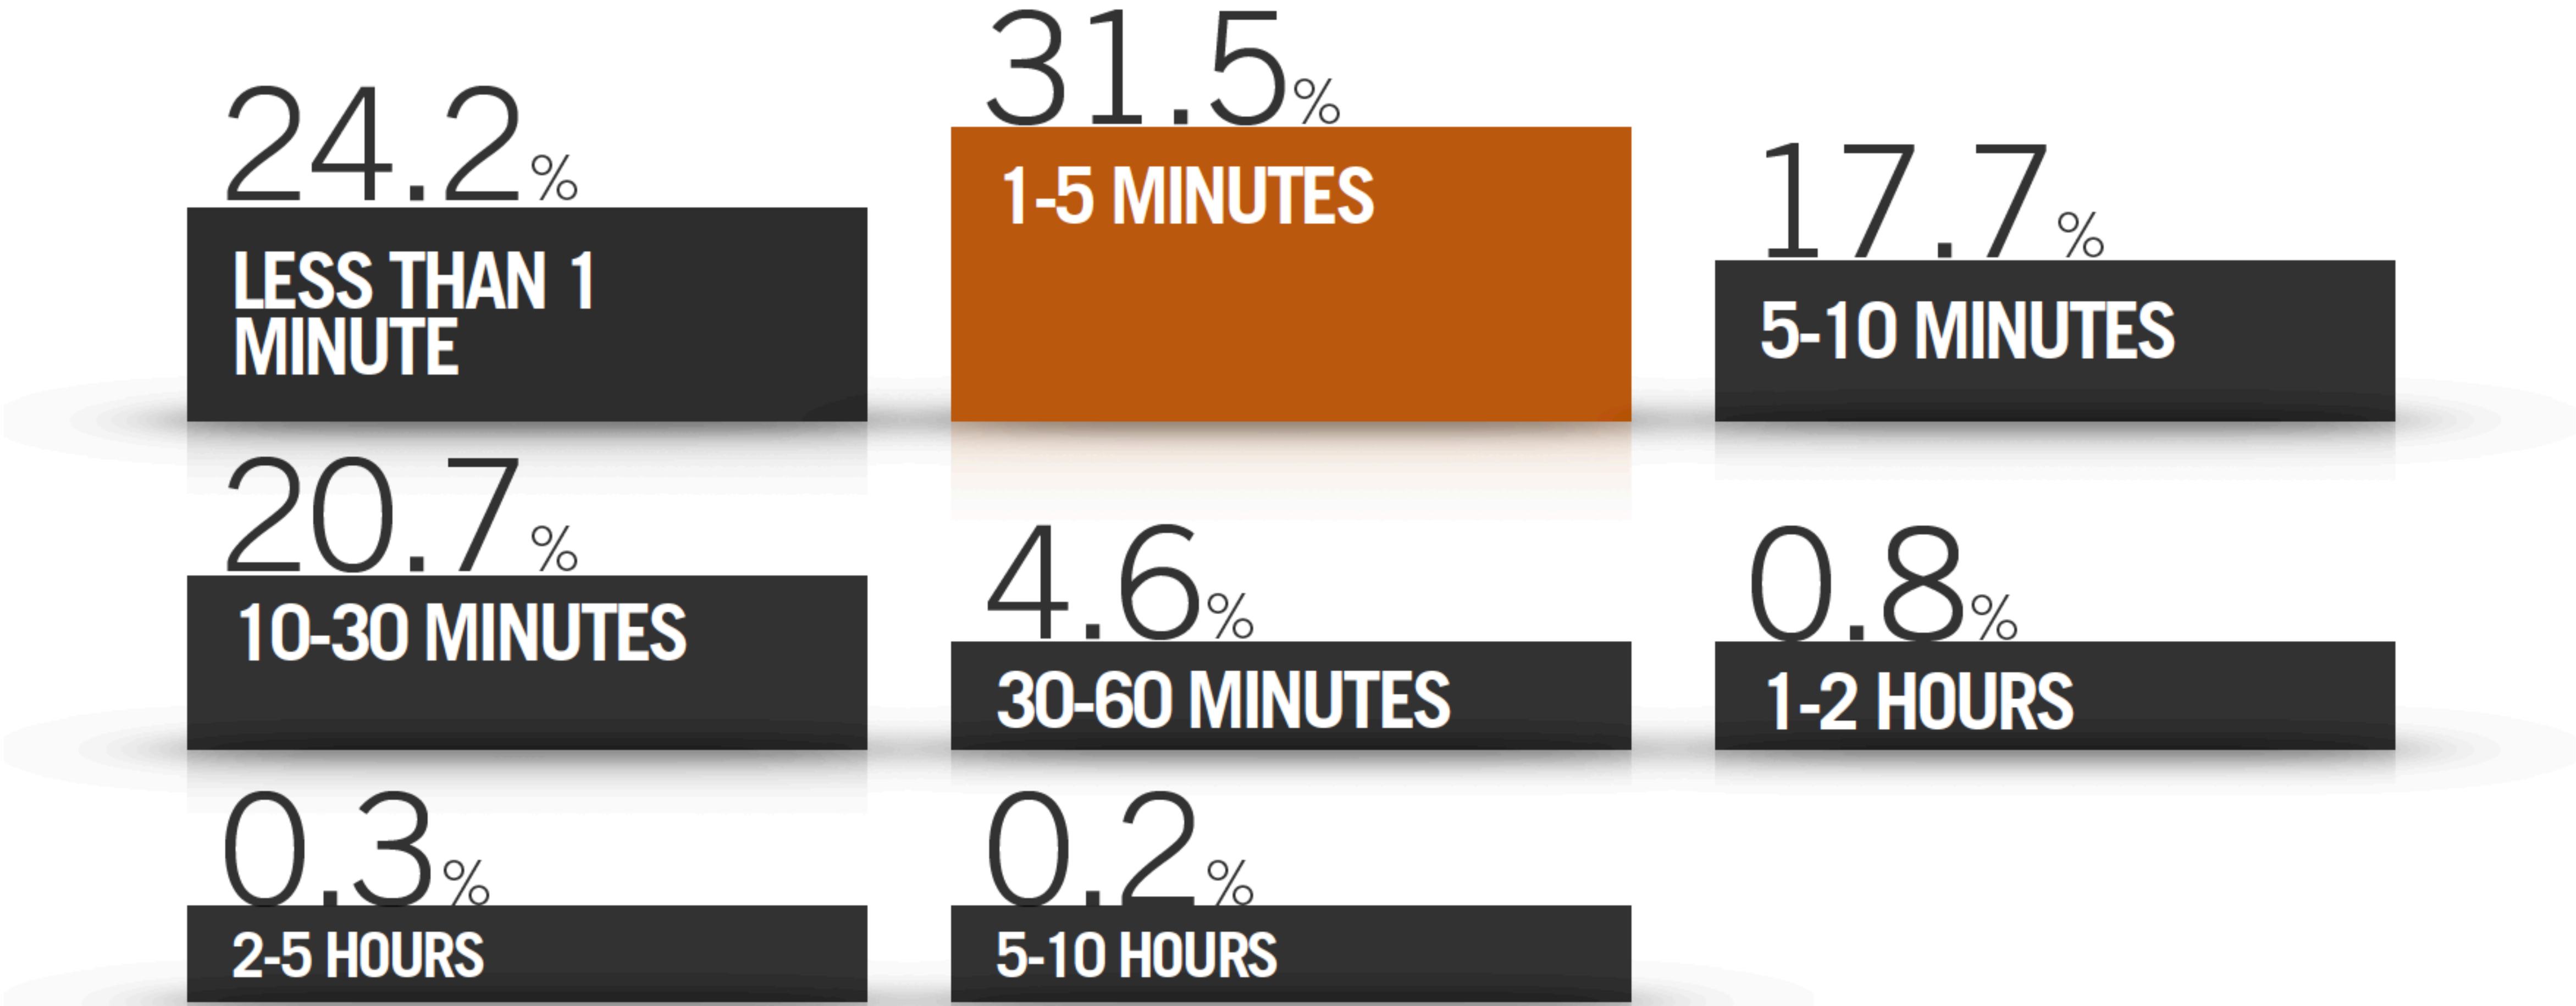 24.2%
LESS THAN 1
MINUTE
31.5%
1-5 MINUTES
17.7%
5-10 MINUTES
20.7%
10-30 MINUTES
4.6%
30-60 MINUTES
0.8%
1-2 HOURS
0.3%
2-5 HOURS
0.2%
5-10 HOURS